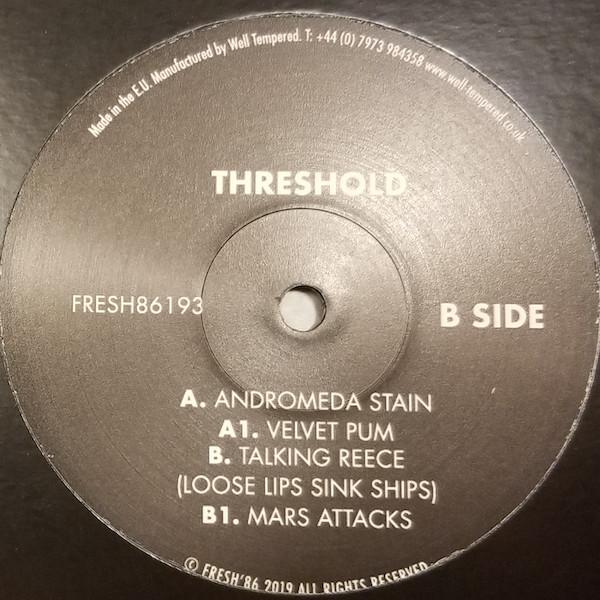 Made in the E.U. Manufactured by Well Tempered. T: +44 (0) 7973 984358 www.well-tempered.co.uk
THRESHOLD
FRESH86193
B SIDE
A. ANDROMEDA STAIN
A1. VELVET PUM
B. TALKING REECE
(LOOSE LIPS SINK SHIPS)
B1. MARS ATTACKS
© FRESH'86 2019 ALL RIGHTS RESERVED